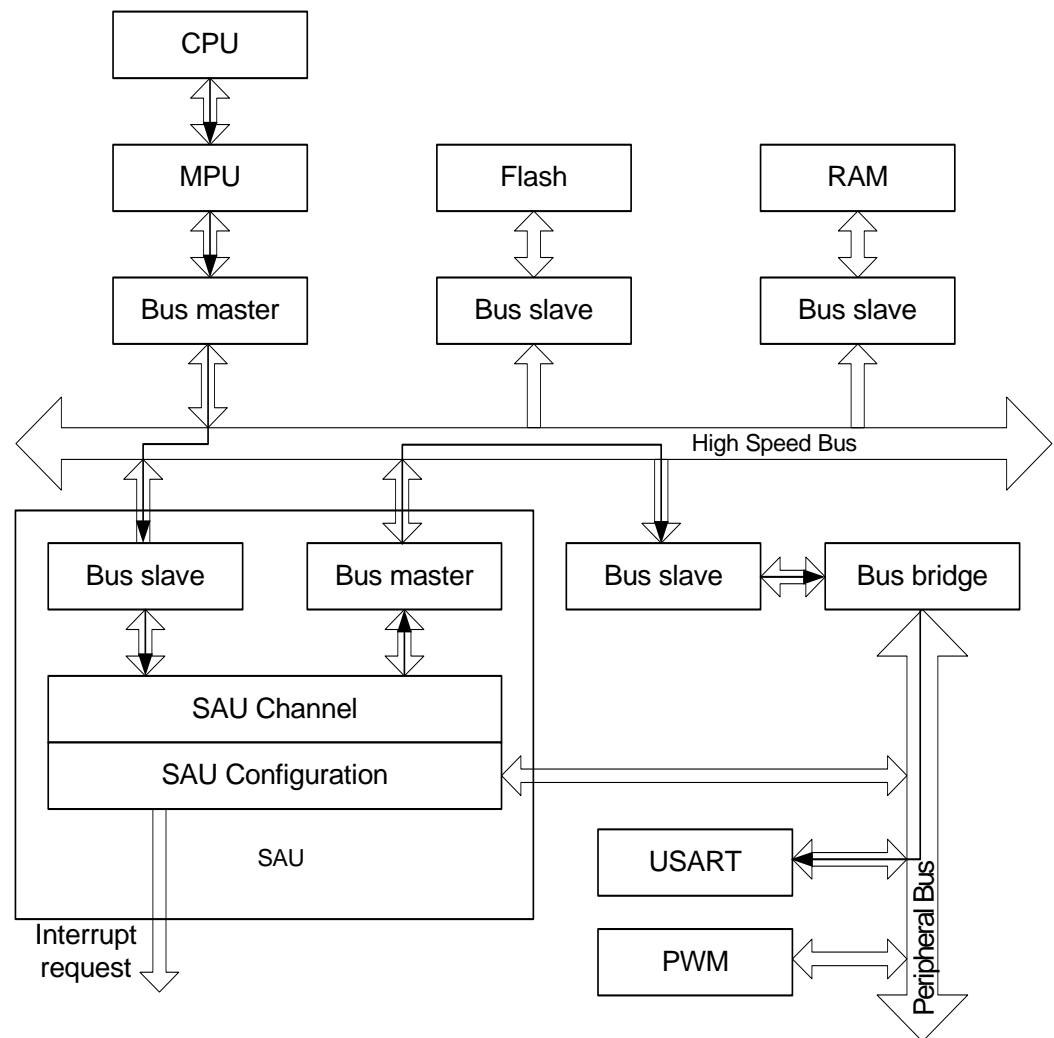 CPU
MPU
Flash
RAM
Bus master
Bus slave
Bus slave
High Speed Bus
Bus slave
Bus master
Bus slave
Bus bridge
SAU Channel
SAU Configuration
SAU
USART
PWM
Peripheral Bus
Interrupt
request